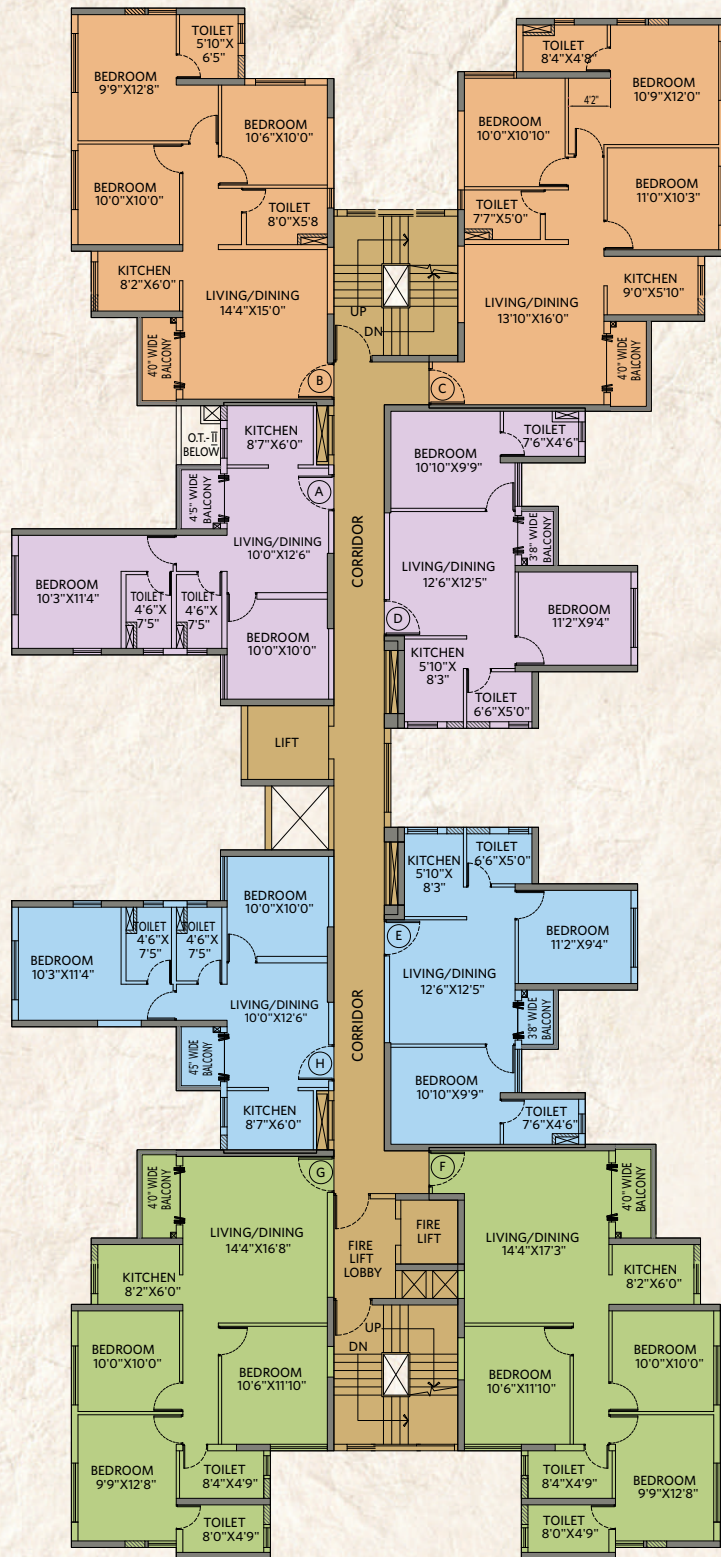 TOILET
5'10"X
6'5"
BEDROOM
9'9"X12'8"
BEDROOM
10'6"X10'0"
BEDROOM
10'0"X10'0"
TOILET
8'0"X5'8
KITCHEN
8'2"X6'0"
LIVING/DINING
14'4"X15'0"
4'0" WIDE
BALCONY
B
TOILET
8'4"X4'8"
BEDROOM
10'9"X12'0"
4'2"
BEDROOM
10'0"X10'10"
BEDROOM
11'0"X10'3"
TOILET
7'7"X5'0"
KITCHEN
9'0"X5'10"
LIVING/DINING
13'10"X16'0"
4'0" WIDE
BALCONY
C
UP
DN
O.T.-II
BELOW
KITCHEN
8'7"X6'0"
A
4'5" WIDE
BALCONY
LIVING/DINING
10'0"X12'6"
BEDROOM
10'3"X11'4"
TOILET
4'6"X
7'5"
TOILET
4'6"X
7'5"
BEDROOM
10'0"X10'0"
CORRIDOR
TOILET
7'6"X4'6"
BEDROOM
10'10"X9'9"
3'8" WIDE
BALCONY
LIVING/DINING
12'6"X12'5"
BEDROOM
11'2"X9'4"
D
KITCHEN
5'10"X
8'3"
TOILET
6'6"X5'0"
LIFT
BEDROOM
10'0"X10'0"
TOILET
4'6"X
7'5"
TOILET
4'6"X
7'5"
BEDROOM
10'3"X11'4"
LIVING/DINING
10'0"X12'6"
4'5" WIDE
BALCONY
H
KITCHEN
8'7"X6'0"
CORRIDOR
KITCHEN
5'10"X
8'3"
TOILET
6'6"X5'0"
E
BEDROOM
11'2"X9'4"
LIVING/DINING
12'6"X12'5"
3'8" WIDE
BALCONY
BEDROOM
10'10"X9'9"
TOILET
7'6"X4'6"
G
4'0" WIDE
BALCONY
LIVING/DINING
14'4"X16'8"
KITCHEN
8'2"X6'0"
BEDROOM
10'0"X10'0"
BEDROOM
10'6"X11'10"
BEDROOM
9'9"X12'8"
TOILET
8'4"X4'9"
TOILET
8'0"X4'9"
FIRE
LIFT
FIRE
LIFT
LOBBY
UP
DN
F
4'0" WIDE
BALCONY
LIVING/DINING
14'4"X17'3"
KITCHEN
8'2"X6'0"
BEDROOM
10'0"X10'0"
BEDROOM
10'6"X11'10"
TOILET
8'4"X4'9"
BEDROOM
9'9"X12'8"
TOILET
8'0"X4'9"